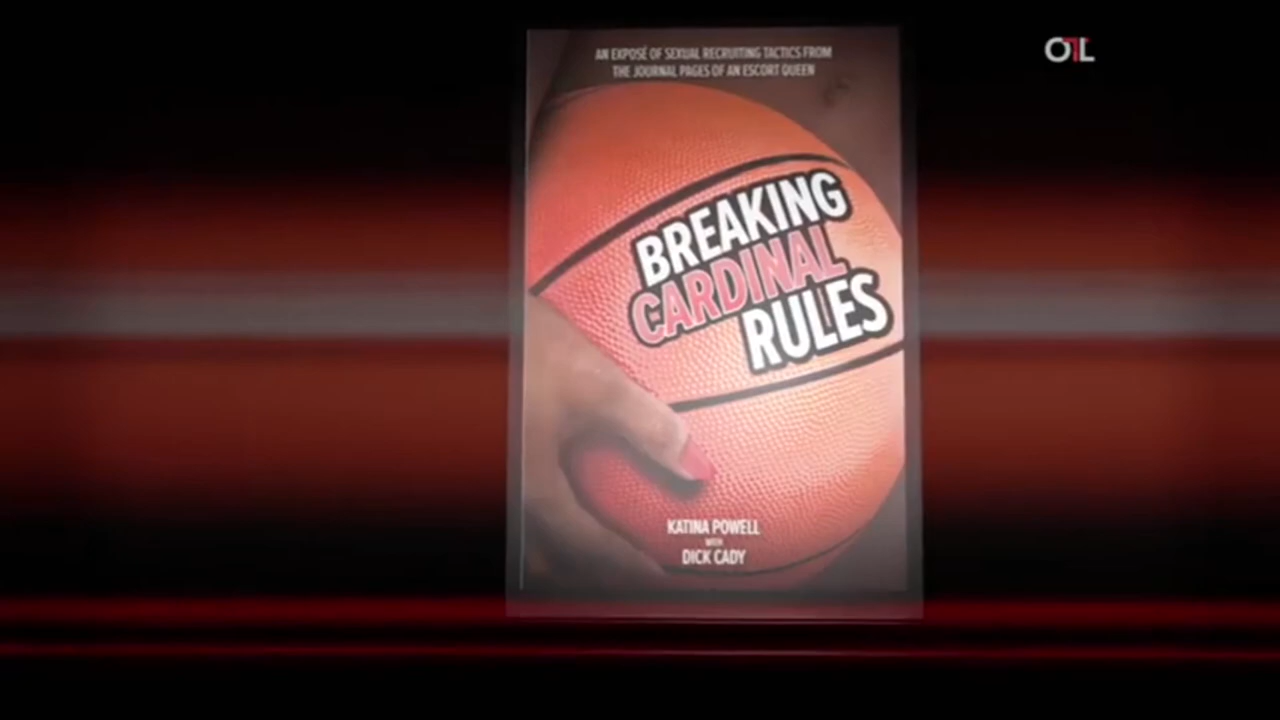 OTL
AN EXPOSÉ OF SEXUAL RECRUITING TACTICS FROM
THE JOURNAL PAGES OF AN ESCORT QUEEN
BREAKING
CARDINAL
RULES
KATINA POWELL
WITH
DICK CADY